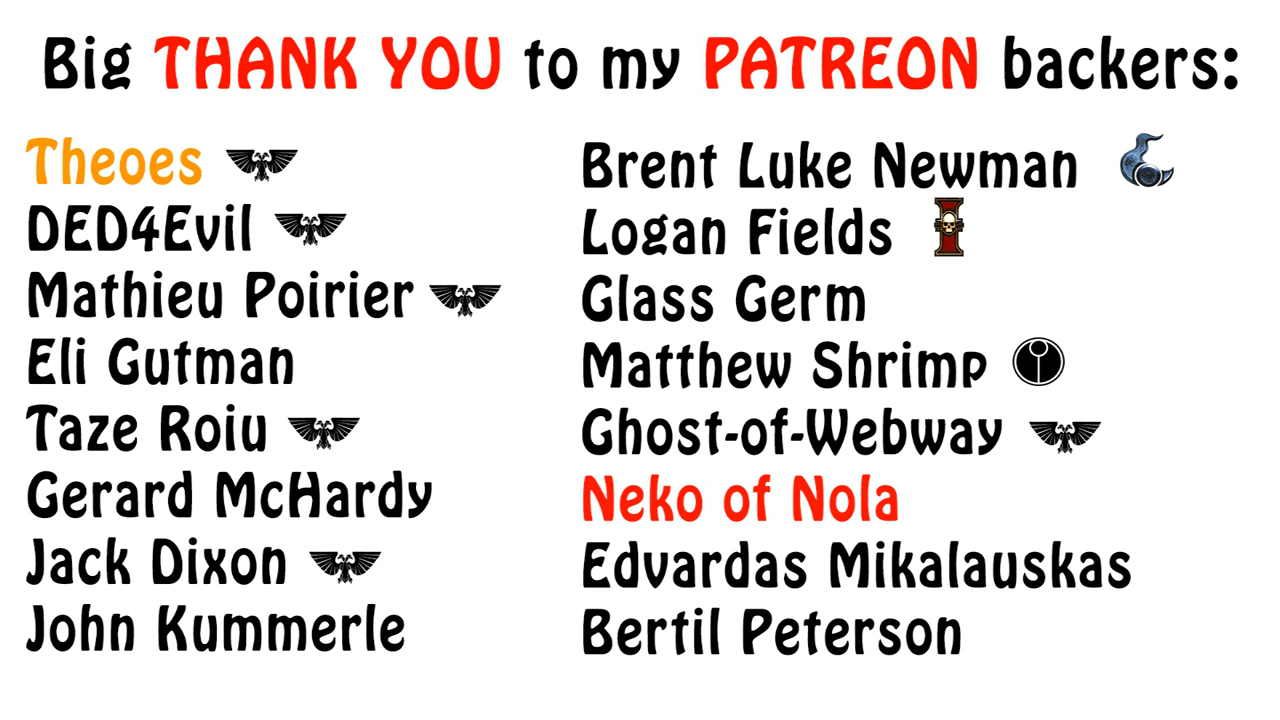 Big THANK YOU to my PATREON backers:
Theoes
DED4Evil
Mathieu Poirier
Eli Gutman
Taze Roiu
Gerard McHardy
Jack Dixon
John Kummerle
Brent Luke Newman
Logan Fields
Glass Germ
Matthew Shrimp
Ghost-of-Webway
Neko of Nola
Edvardas Mikalauskas
Bertil Peterson